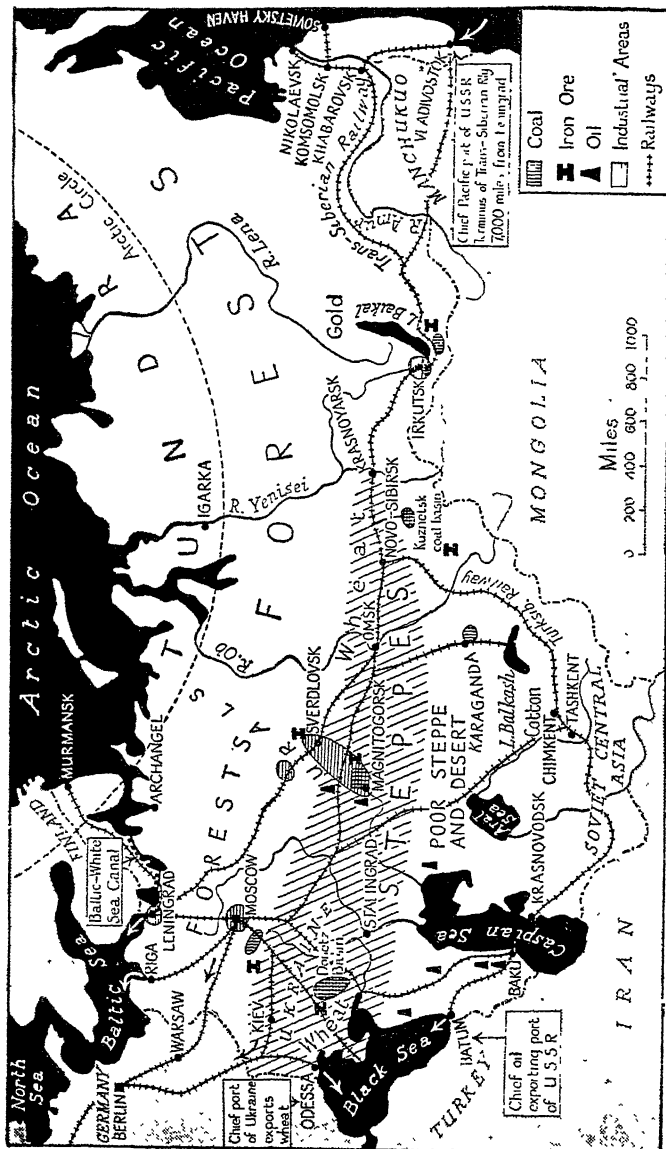 North
Sea
Arctic Ocean
Pacific
Ocean
Arctic Circle
MURMANSK
FINLAND
Baltic-White
Sea Canal
ARCHANGEL
IGARKA
TUNDRAS
FORESTS
FORESTS
Baltic Sea
LENINGRAD
RIGA
GERMANY
BERLIN
WARSAW
MOSCOW
KIEV
UKRAINE
Wheat
Donetz
Basin
Chief port
of Ukraine
exports
wheat
ODESSA
Black Sea
TURKEY
BATUM
Chief oil
exporting port
of USSR
BAKU
Caspian
Sea
KRASNOVODSK
IRAN
STALINGRAD
STEPPES
URALS
SVERDLOVSK
MAGNITOGORSK
POOR STEPPE
AND DESERT
Aral
Sea
KARAGANDA
L. Balkash
Cotton
CHIMKENT
TASHKENT
SOVIET CENTRAL
ASIA
Turksib. Railway
R. Ob
OMSK
Wheat
NOVO-SIBIRSK
Kuznetsk
coal basin
R. Yenisei
KRASNOYARSK
IRKUTSK
L. Baikal
Gold
R. Lena
MONGOLIA
Trans-Siberian Railway
R. Amur
MANCHUKUO
NIKOLAEVSK
KOMSOMOLSK
KHABAROVSK
SOVIETSKY HAVEN
VLADIVOSTOK
Chief Pacific port of USSR
Terminus of Trans-Siberian Rly
7,000 miles from Leningrad
Miles
0 200 400 600 800 1000
Coal
Iron Ore
Oil
Industrial Areas
Railways